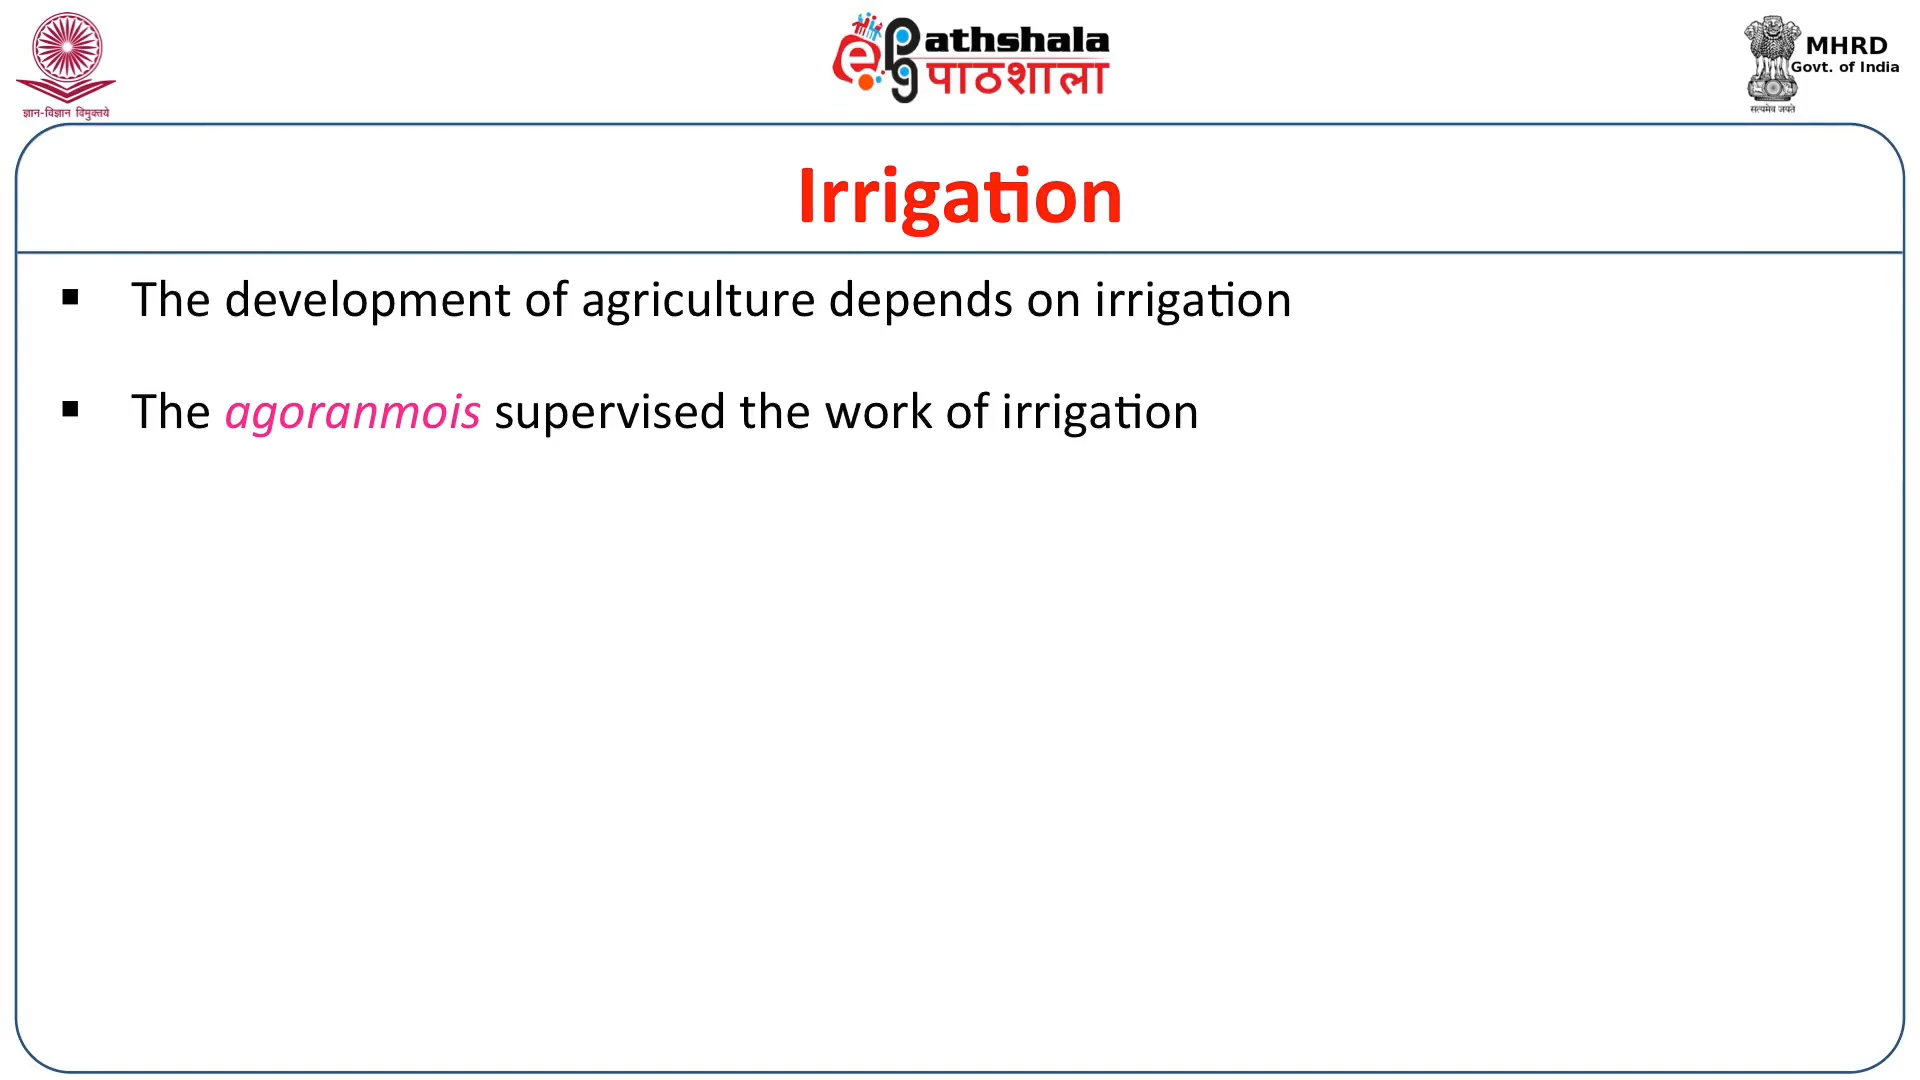 ज्ञान-विज्ञान विमुक्तये
ePathshala
पाठशाला
MHRD
Govt. of India
सत्यमेव जयते
Irrigation
▪ The development of agriculture depends on irrigation
▪ The agoranmois supervised the work of irrigation